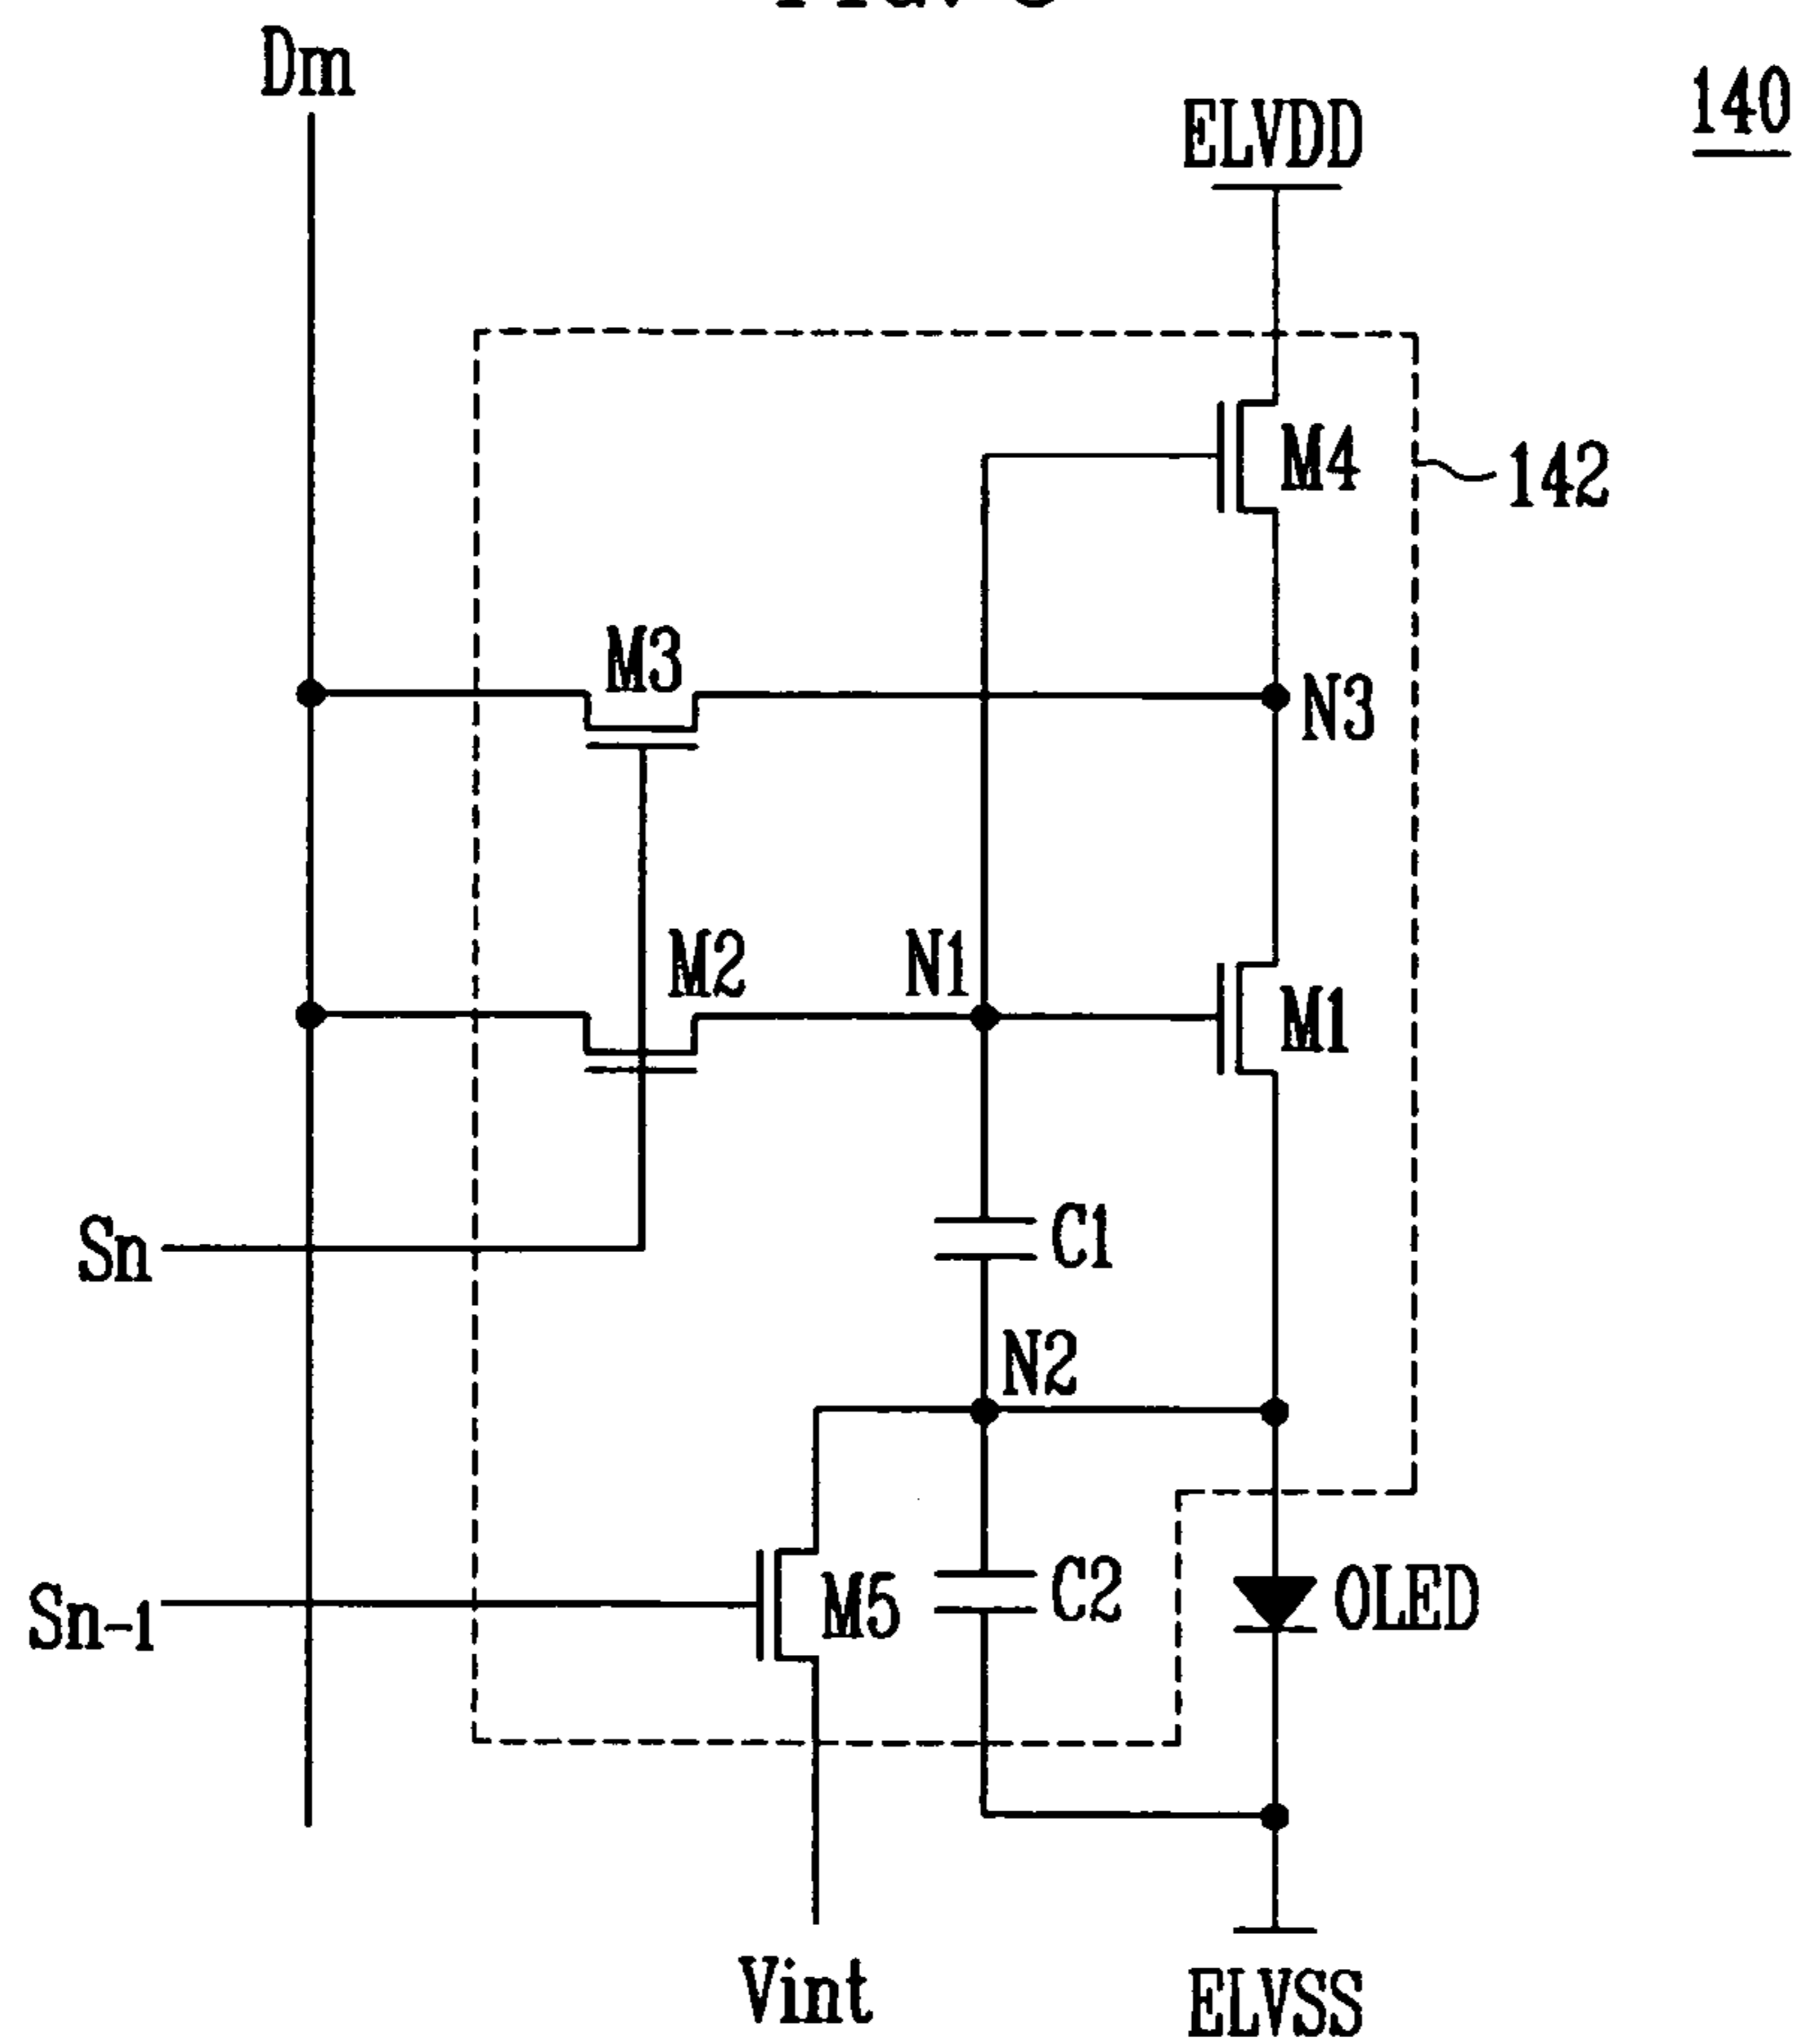 Dm
140
ELVDD
M4
142
M3
N3
M2
N1
M1
Sn
C1
N2
Sn-1
M5
C2
OLED
Vint
ELVSS